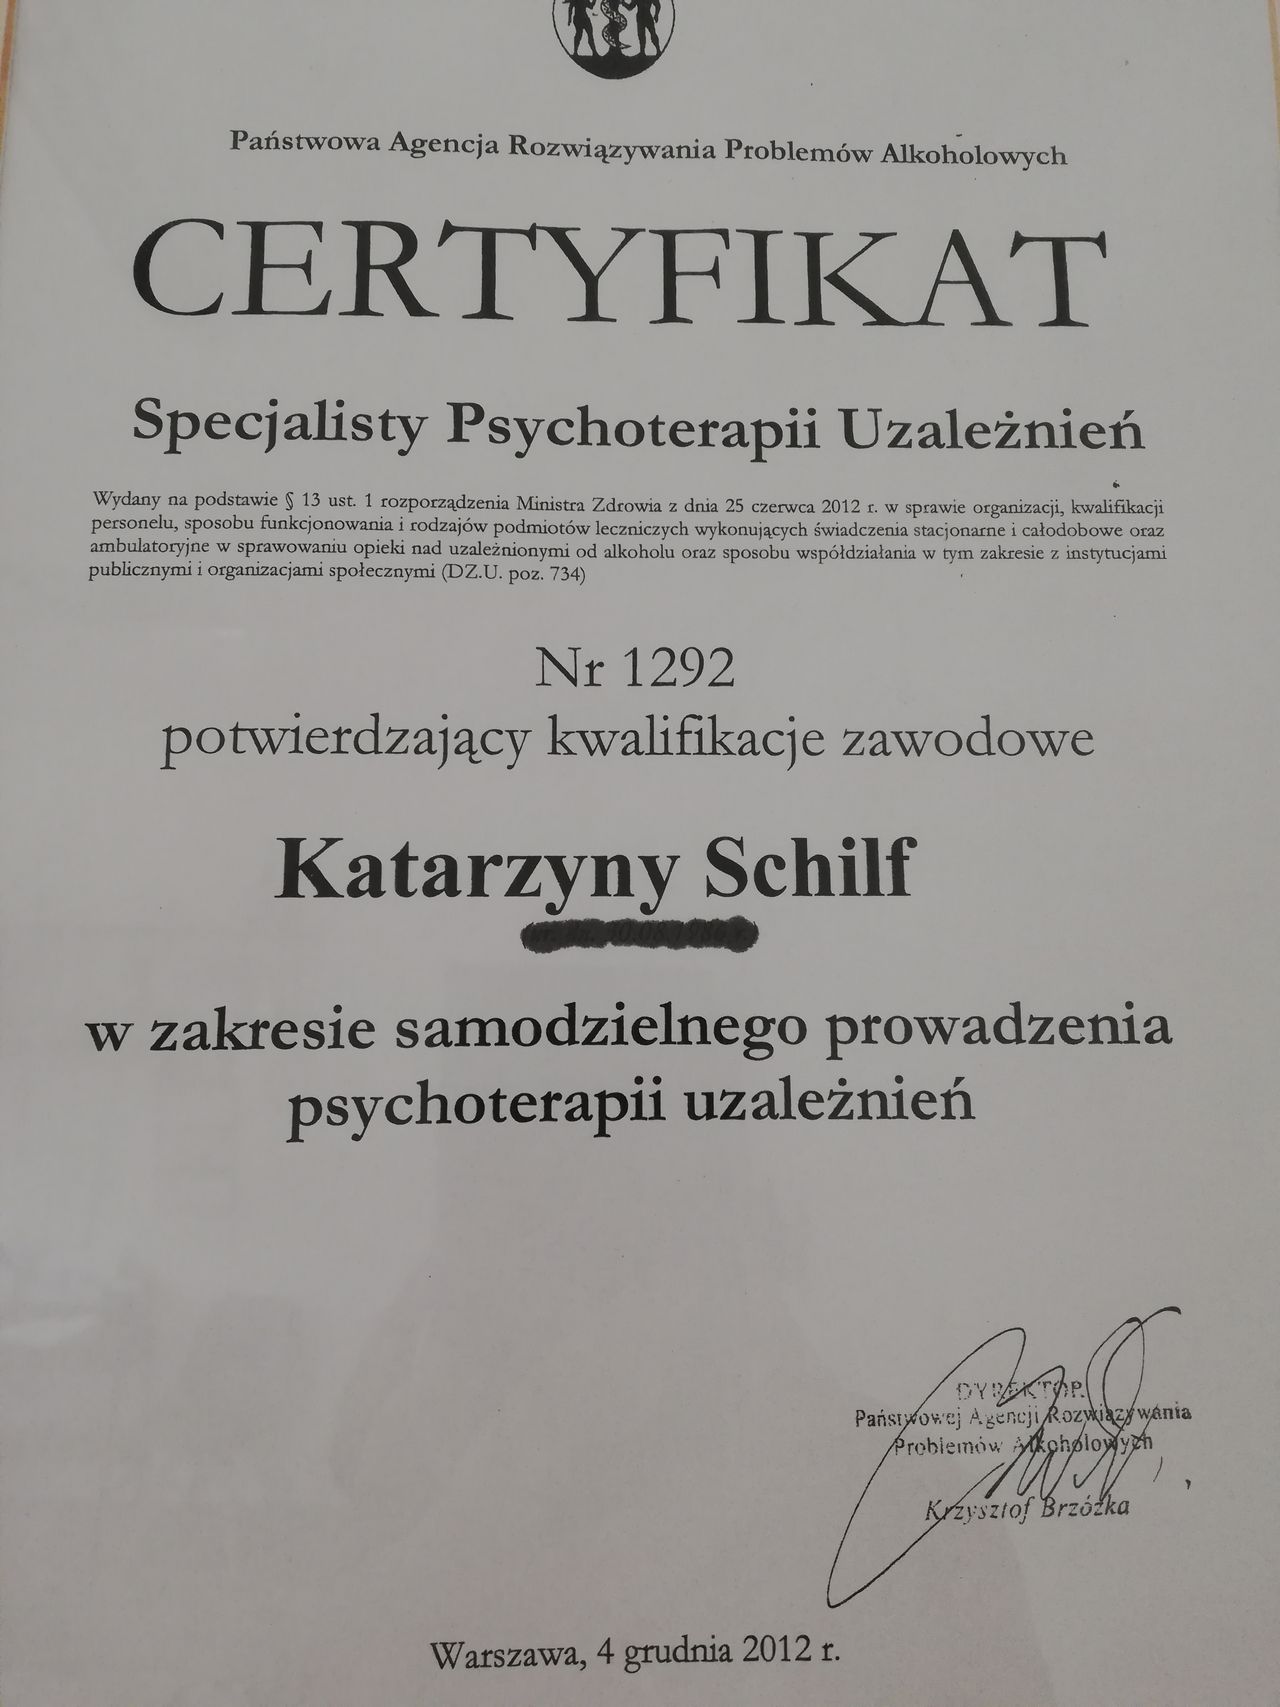 Państwowa Agencja Rozwiązywania Problemów Alkoholowych
CERTYFIKAT
Specjalisty Psychoterapii Uzależnień
Wydany na podstawie § 13 ust. 1 rozporządzenia Ministra Zdrowia z dnia 25 czerwca 2012 r. w sprawie organizacji, kwalifikacji
personelu, sposobu funkcjonowania i rodzajów podmiotów leczniczych wykonujących świadczenia stacjonarne i całodobowe oraz
ambulatoryjne w sprawowaniu opieki nad uzależnionymi od alkoholu oraz sposobu współdziałania w tym zakresie z instytucjami
publicznymi i organizacjami społecznymi (DZ.U. poz. 734)
Nr 1292
potwierdzający kwalifikacje zawodowe
Katarzyny Schilf
w zakresie samodzielnego prowadzenia
psychoterapii uzależnień
DYREKTOR
Państwowej Agencji Rozwiązywania
Problemów Alkoholowych
Krzysztof Brzózka
Warszawa, 4 grudnia 2012 r.